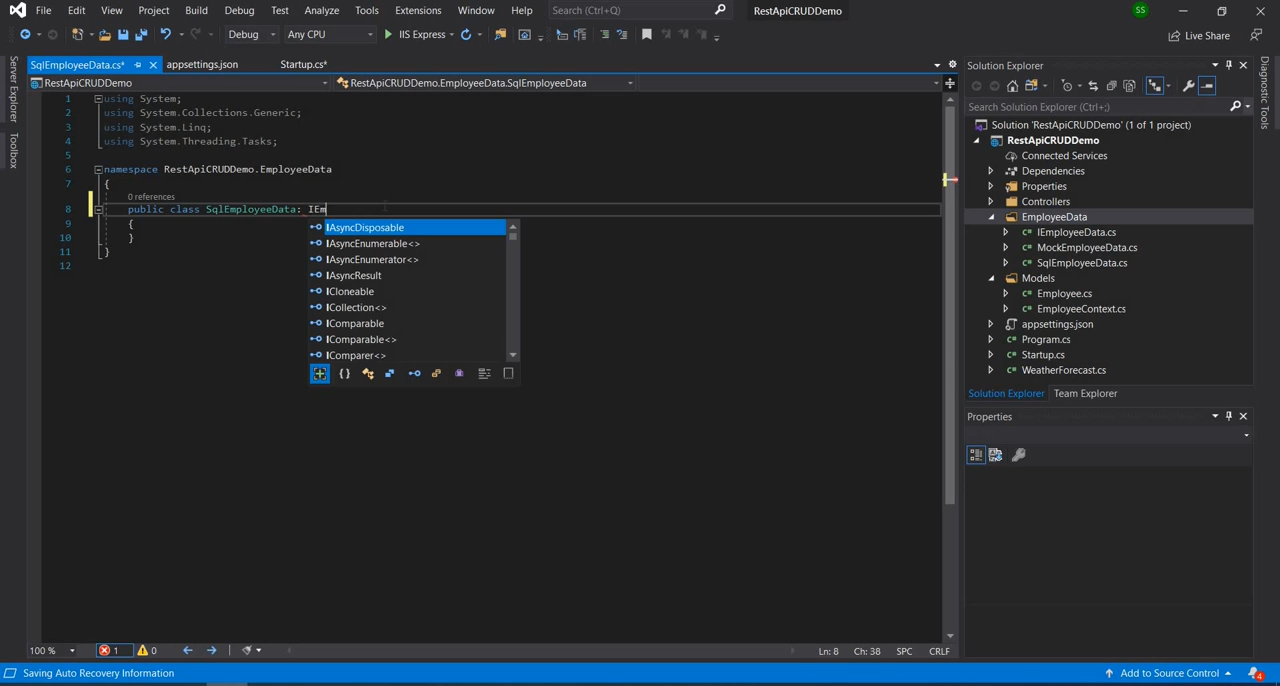 File Edit View Project Build Debug Test Analyze Tools Extensions Window Help Search (Ctrl+Q) RestApiCRUDDemo SS
Debug Any CPU IIS Express Live Share
SqlEmployeeData.cs* appsettings.json Startup.cs*
RestApiCRUDDemo RestApiCRUDDemo.EmployeeData.SqlEmployeeData
Server Explorer
Toolbox
1 using System;
2 using System.Collections.Generic;
3 using System.Linq;
4 using System.Threading.Tasks;
5
6 namespace RestApiCRUDDemo.EmployeeData
7 {
0 references
8 public class SqlEmployeeData: IEm
9 {
10 }
11 }
12
IAsyncDisposable
IAsyncEnumerable<>
IAsyncEnumerator<>
IAsyncResult
ICloneable
ICollection<>
IComparable
IComparable<>
IComparer<>
Solution Explorer
Search Solution Explorer (Ctrl+;)
Solution 'RestApiCRUDDemo' (1 of 1 project)
RestApiCRUDDemo
Connected Services
Dependencies
Properties
Controllers
EmployeeData
C# IEmployeeData.cs
C# MockEmployeeData.cs
C# SqlEmployeeData.cs
Models
C# Employee.cs
C# EmployeeContext.cs
appsettings.json
C# Program.cs
C# Startup.cs
C# WeatherForecast.cs
Solution Explorer Team Explorer
Properties
Diagnostic Tools
100 % 1 0 Ln: 8 Ch: 38 SPC CRLF
Saving Auto Recovery Information Add to Source Control 4